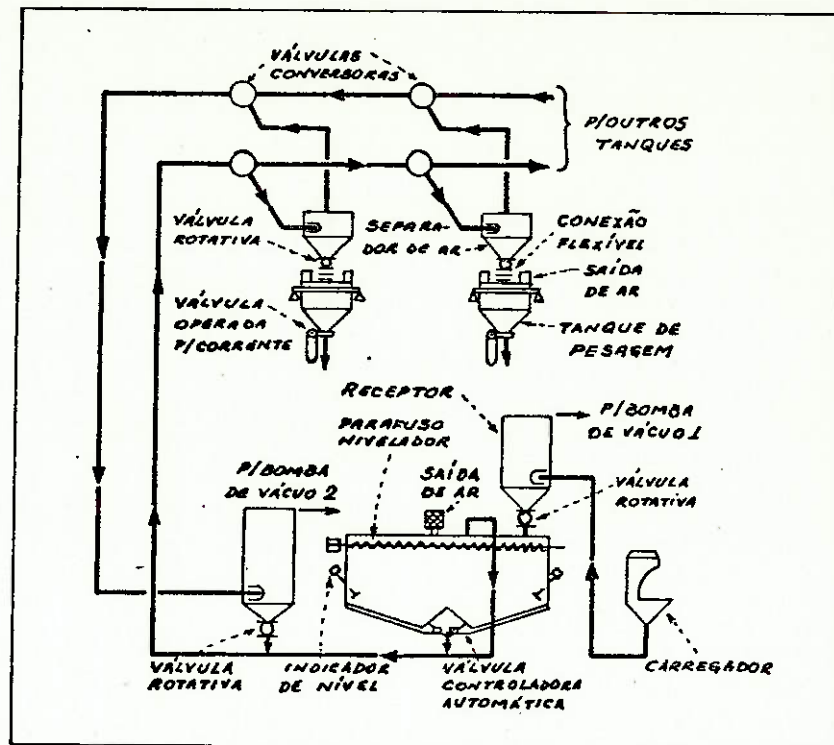 VÁLVULAS
CONVERSORAS
P/OUTROS
TANQUES
VÁLVULA
ROTATIVA
SEPARA-
DOR DE AR
CONEXÃO
FLEXÍVEL
SAÍDA
DE AR
VÁLVULA
OPERADA
P/CORRENTE
TANQUE DE
PESAGEM
RECEPTOR
PARAFUSO
NIVELADOR
P/BOMBA
DE VÁCUO 1
P/BOMBA
DE VÁCUO 2
SAÍDA
DE AR
VÁLVULA
ROTATIVA
VÁLVULA
ROTATIVA
INDICADOR
DE NÍVEL
VÁLVULA
CONTROLADORA
AUTOMÁTICA
CARREGADOR